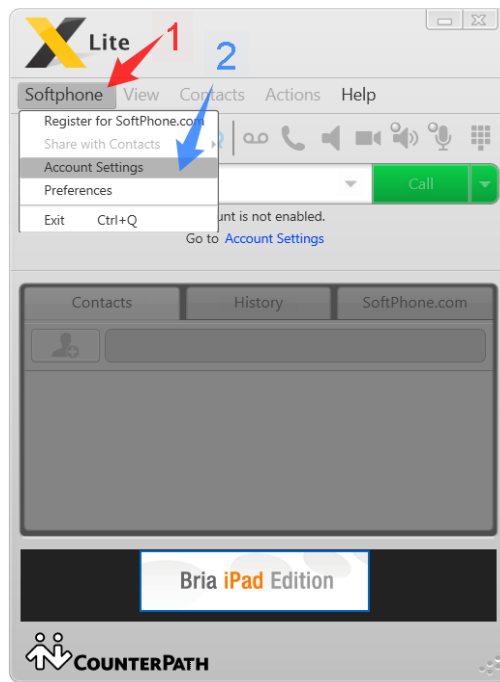 X Lite
1
2
Softphone View Contacts Actions Help
Register for SoftPhone.com
Share with Contacts
Account Settings
Preferences
Exit Ctrl+Q
Call
unt is not enabled.
Go to Account Settings
Contacts History SoftPhone.com
Bria iPad Edition
COUNTERPATH